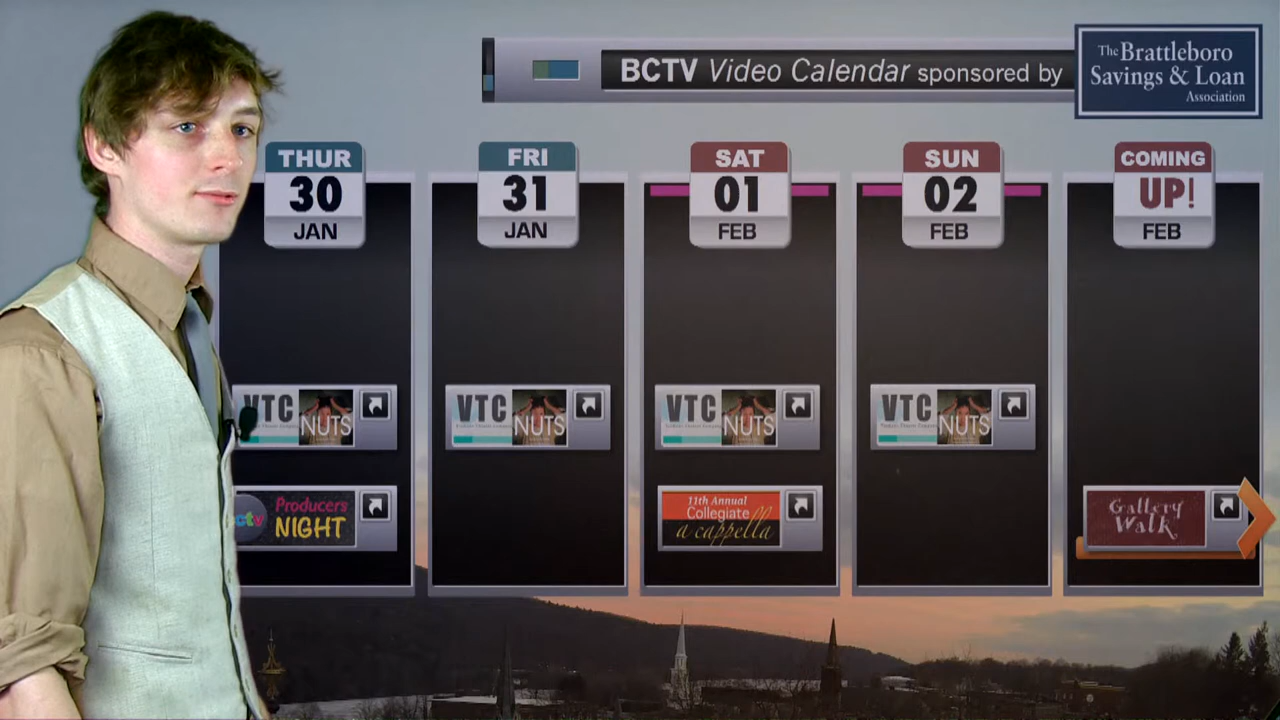 BCTV Video Calendar sponsored by
The Brattleboro
Savings & Loan
Association
THUR
30
JAN
FRI
31
JAN
SAT
01
FEB
SUN
02
FEB
COMING
UP!
FEB
VTC
NUTS
VTC
NUTS
VTC
NUTS
VTC
NUTS
ctv
Producers
NIGHT
11th Annual
Collegiate
a cappella
Gallery
Walk